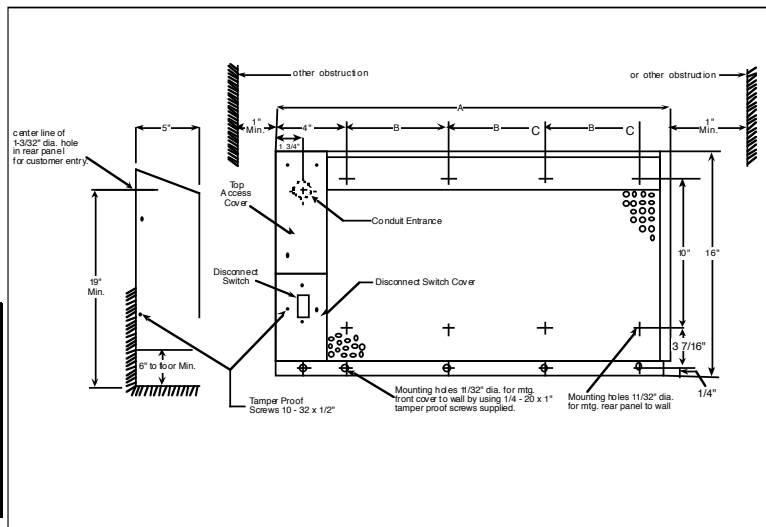 other obstruction
or other obstruction
A
1"
Min.
4"
B
B
C
B
C
1"
Min.
5"
1 3/4"
center line of
1-3/32" dia. hole
in rear panel
for customer entry.
Top
Access
Cover
Conduit Entrance
10"
16"
19"
Min.
Disconnect
Switch
Disconnect Switch Cover
3 7/16"
6" to floor Min.
1/4"
Tamper Proof
Screws 10 - 32 x 1/2"
Mounting holes 11/32" dia. for mtg.
front cover to wall by using 1/4 - 20 x 1"
tamper proof screws supplied.
Mounting holes 11/32" dia.
for mtg. rear panel to wall